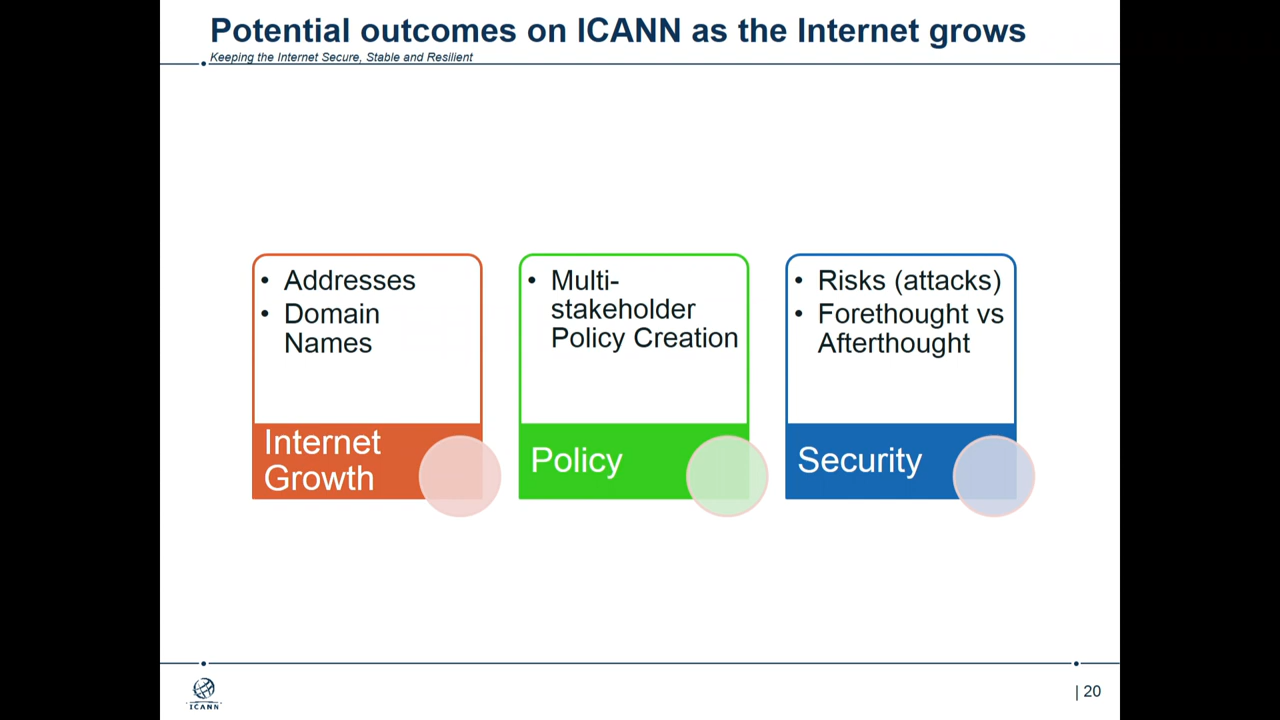 Potential outcomes on ICANN as the Internet grows
Keeping the Internet Secure, Stable and Resilient
• Addresses
• Domain
Names
Internet
Growth
• Multi-
stakeholder
Policy Creation
Policy
• Risks (attacks)
• Forethought vs
Afterthought
Security
ICANN
| 20